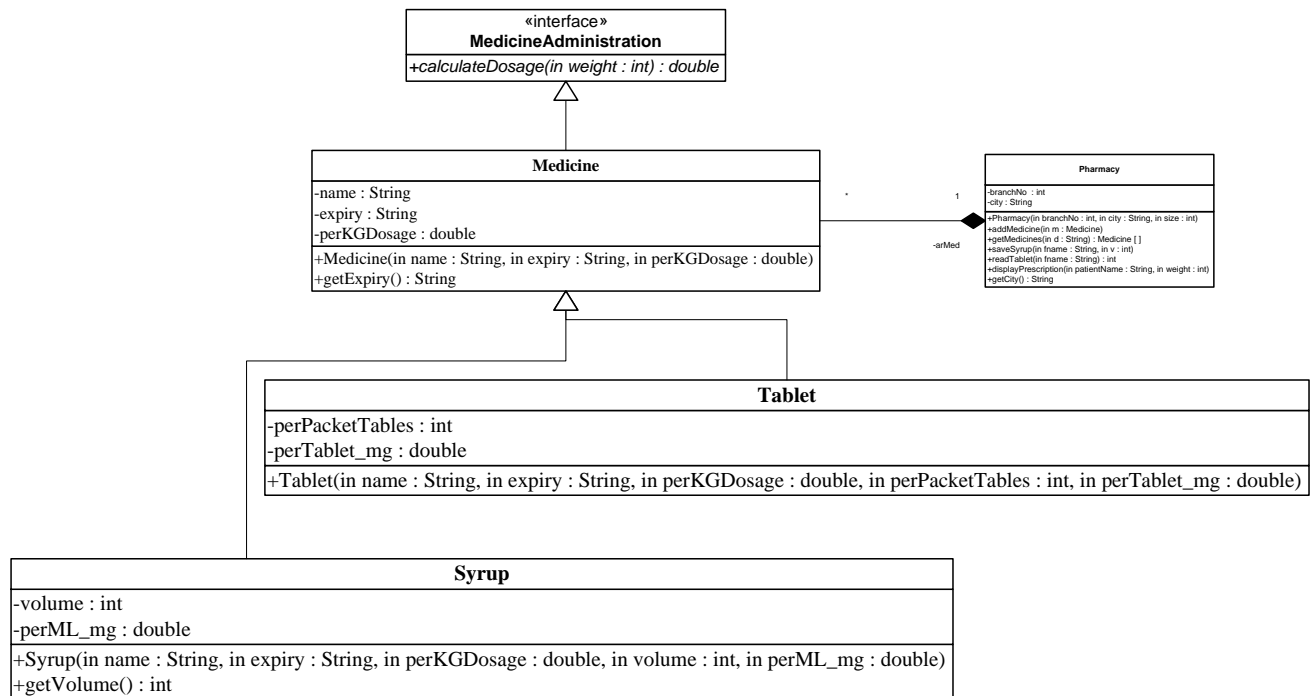 «interface»
MedicineAdministration
+calculateDosage(in weight : int) : double
Medicine
-name : String
-expiry : String
-perKGDosage : double
+Medicine(in name : String, in expiry : String, in perKGDosage : double)
+getExpiry() : String
*
1
-arMed
Pharmacy
-branchNo : int
-city : String
+Pharmacy(in branchNo : int, in city : String, in size : int)
+addMedicine(in m : Medicine)
+getMedicines(in d : String) : Medicine [ ]
+saveSyrup(in fname : String, in v : int)
+readTablet(in fname : String) : int
+displayPrescription(in patientName : String, in weight : int)
+getCity() : String
Tablet
-perPacketTables : int
-perTablet_mg : double
+Tablet(in name : String, in expiry : String, in perKGDosage : double, in perPacketTables : int, in perTablet_mg : double)
Syrup
-volume : int
-perML_mg : double
+Syrup(in name : String, in expiry : String, in perKGDosage : double, in volume : int, in perML_mg : double)
+getVolume() : int